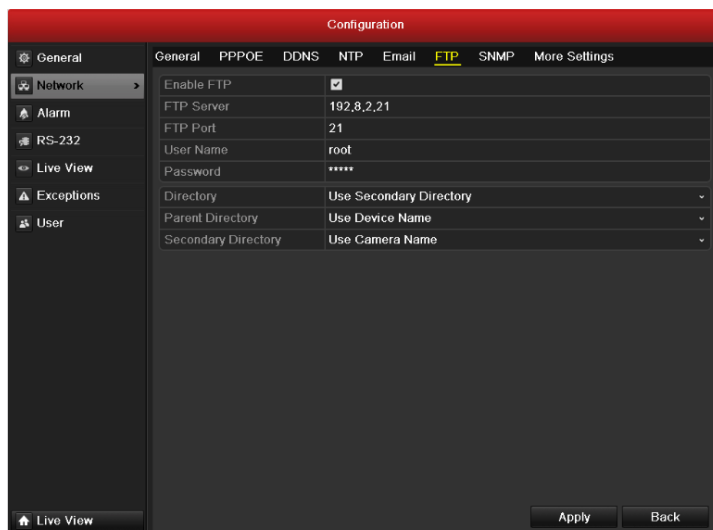 Configuration
General
Network >
Alarm
RS-232
Live View
Exceptions
User
General PPPOE DDNS NTP Email FTP SNMP More Settings
Enable FTP
FTP Server 192.8.2.21
FTP Port 21
User Name root
Password *****
Directory Use Secondary Directory
Parent Directory Use Device Name
Secondary Directory Use Camera Name
Live View
Apply Back